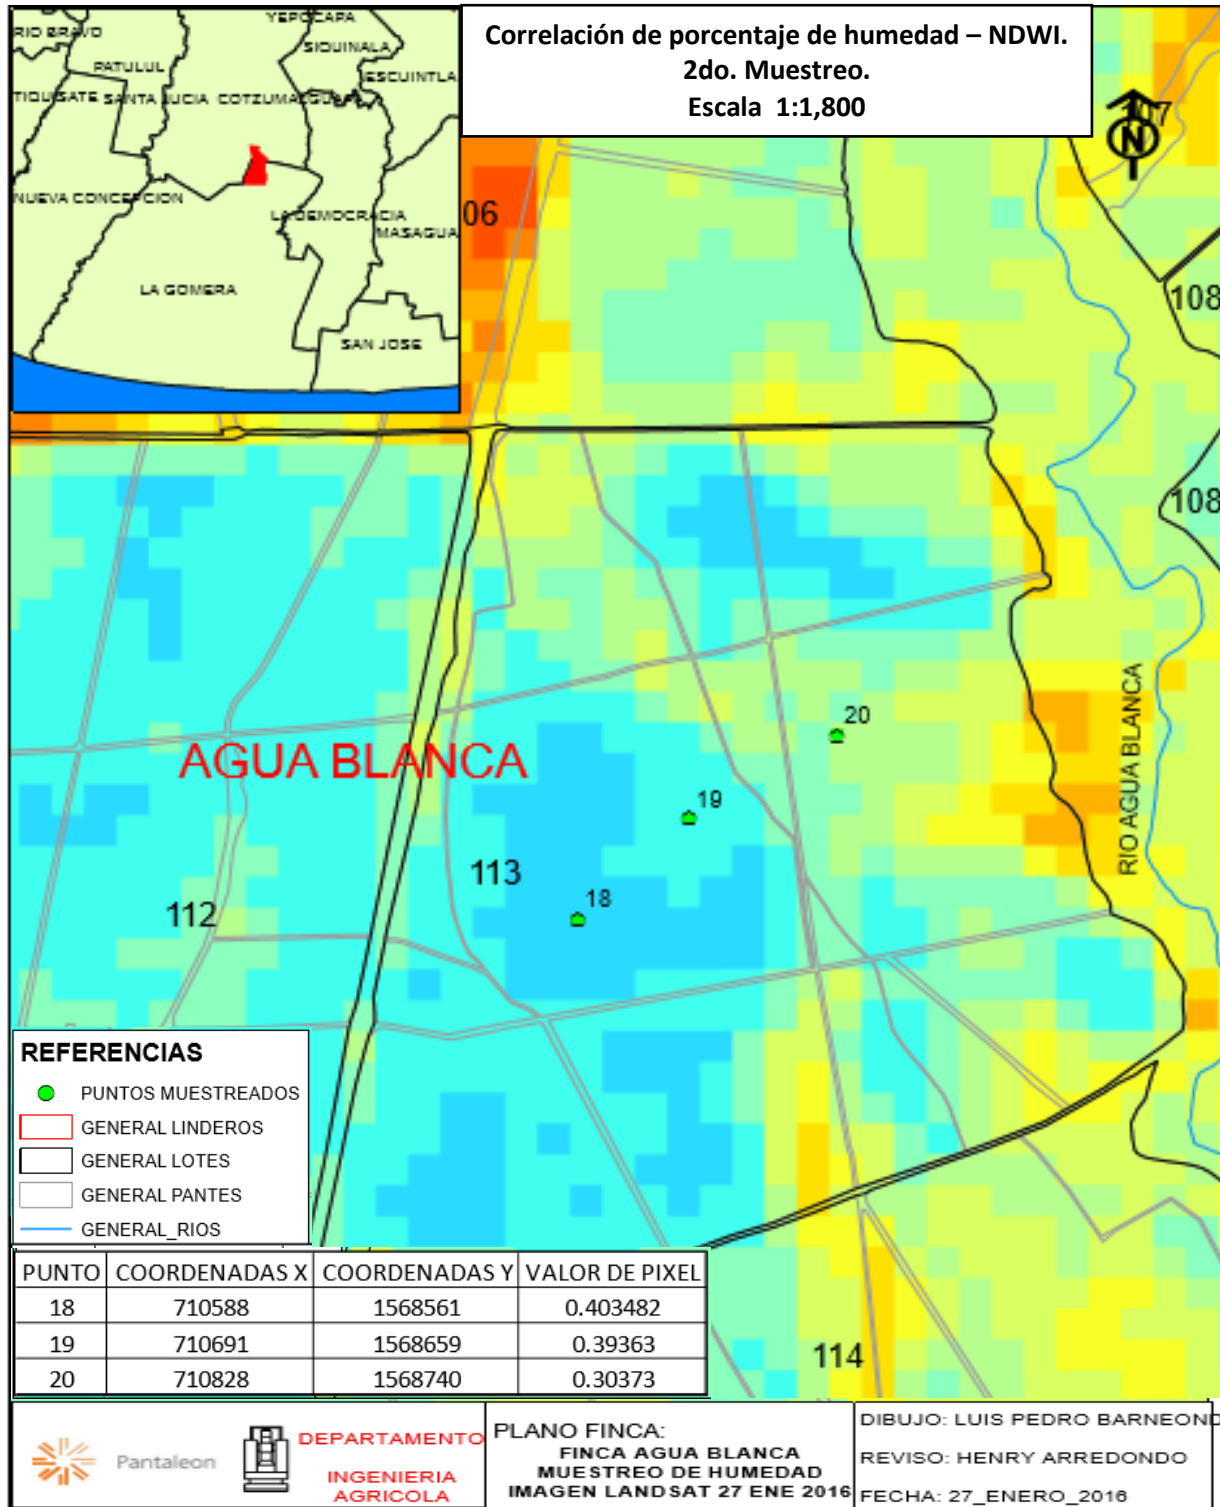 Correlación de porcentaje de humedad – NDWI.
2do. Muestreo.
Escala 1:1,800
YEPOCAPA
RIO BRAVO
SIQUINALA
PATULUL
ESCUINTLA
TIQUISATE SANTA LUCIA COTZUMALGUAPA
NUEVA CONCEPCION
LA DEMOCRACIA
MASAGUA
LA GOMERA
SAN JOSE
N
107
06
108
108
20
AGUA BLANCA
RIO AGUA BLANCA
19
113
18
112
REFERENCIAS
PUNTOS MUESTREADOS
GENERAL LINDEROS
GENERAL LOTES
GENERAL PANTES
GENERAL_RIOS
PUNTO COORDENADAS X COORDENADAS Y VALOR DE PIXEL
18 710588 1568561 0.403482
19 710691 1568659 0.39363
20 710828 1568740 0.30373
114
Pantaleon
DEPARTAMENTO
INGENIERIA
AGRICOLA
PLANO FINCA:
FINCA AGUA BLANCA
MUESTREO DE HUMEDAD
IMAGEN LANDSAT 27 ENE 2016
DIBUJO: LUIS PEDRO BARNEOND
REVISO: HENRY ARREDONDO
FECHA: 27_ENERO_2016